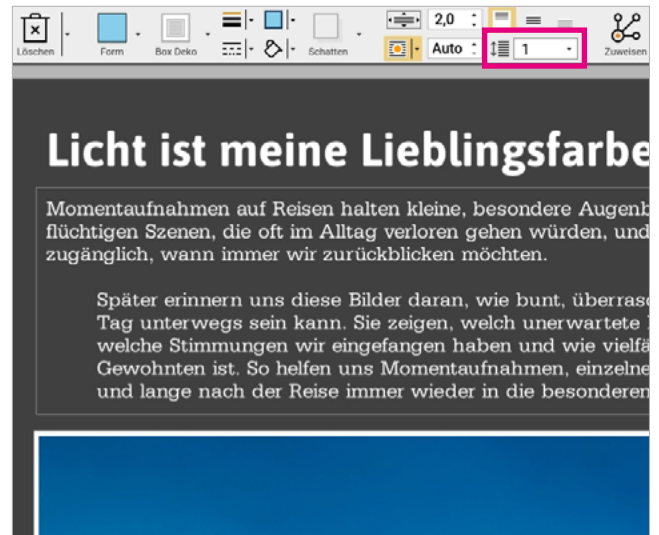 2,0
Löschen
Form
Box Deko
Schatten
Auto
1
Zuweisen
Licht ist meine Lieblingsfarbe
Momentaufnahmen auf Reisen halten kleine, besondere
flüchtigen Szenen, die oft im Alltag verloren gehen würden, und
zugänglich, wann immer wir zurückblicken möchten.
Später erinnern uns diese Bilder daran, wie bunt,
Tag unterwegs sein kann. Sie zeigen, welch unerwartete
welche Stimmungen wir eingefangen haben und wie
Gewohnten ist. So helfen uns Momentaufnahmen, einzelne
und lange nach der Reise immer wieder in die besonderen